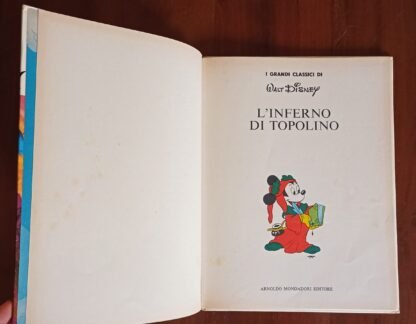 I GRANDI CLASSICI DI
WALT DISNEY
L'INFERNO
DI TOPOLINO
ARNOLDO MONDADORI EDITORE